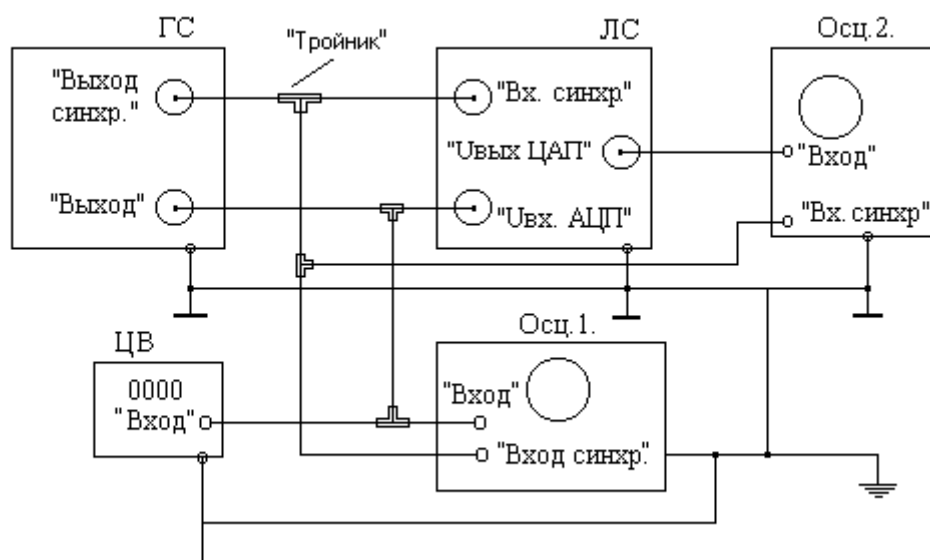 ГС
"Тройник"
ЛС
Осц.2.
"Выход
синхр."
"Вх. синхр"
"Uвых ЦАП"
"Вход"
"Выход"
"Uвх. АЦП"
"Вх. синхр"
Осц.1.
ЦВ
0000
"Вход"
"Вход"
"Вход синхр."